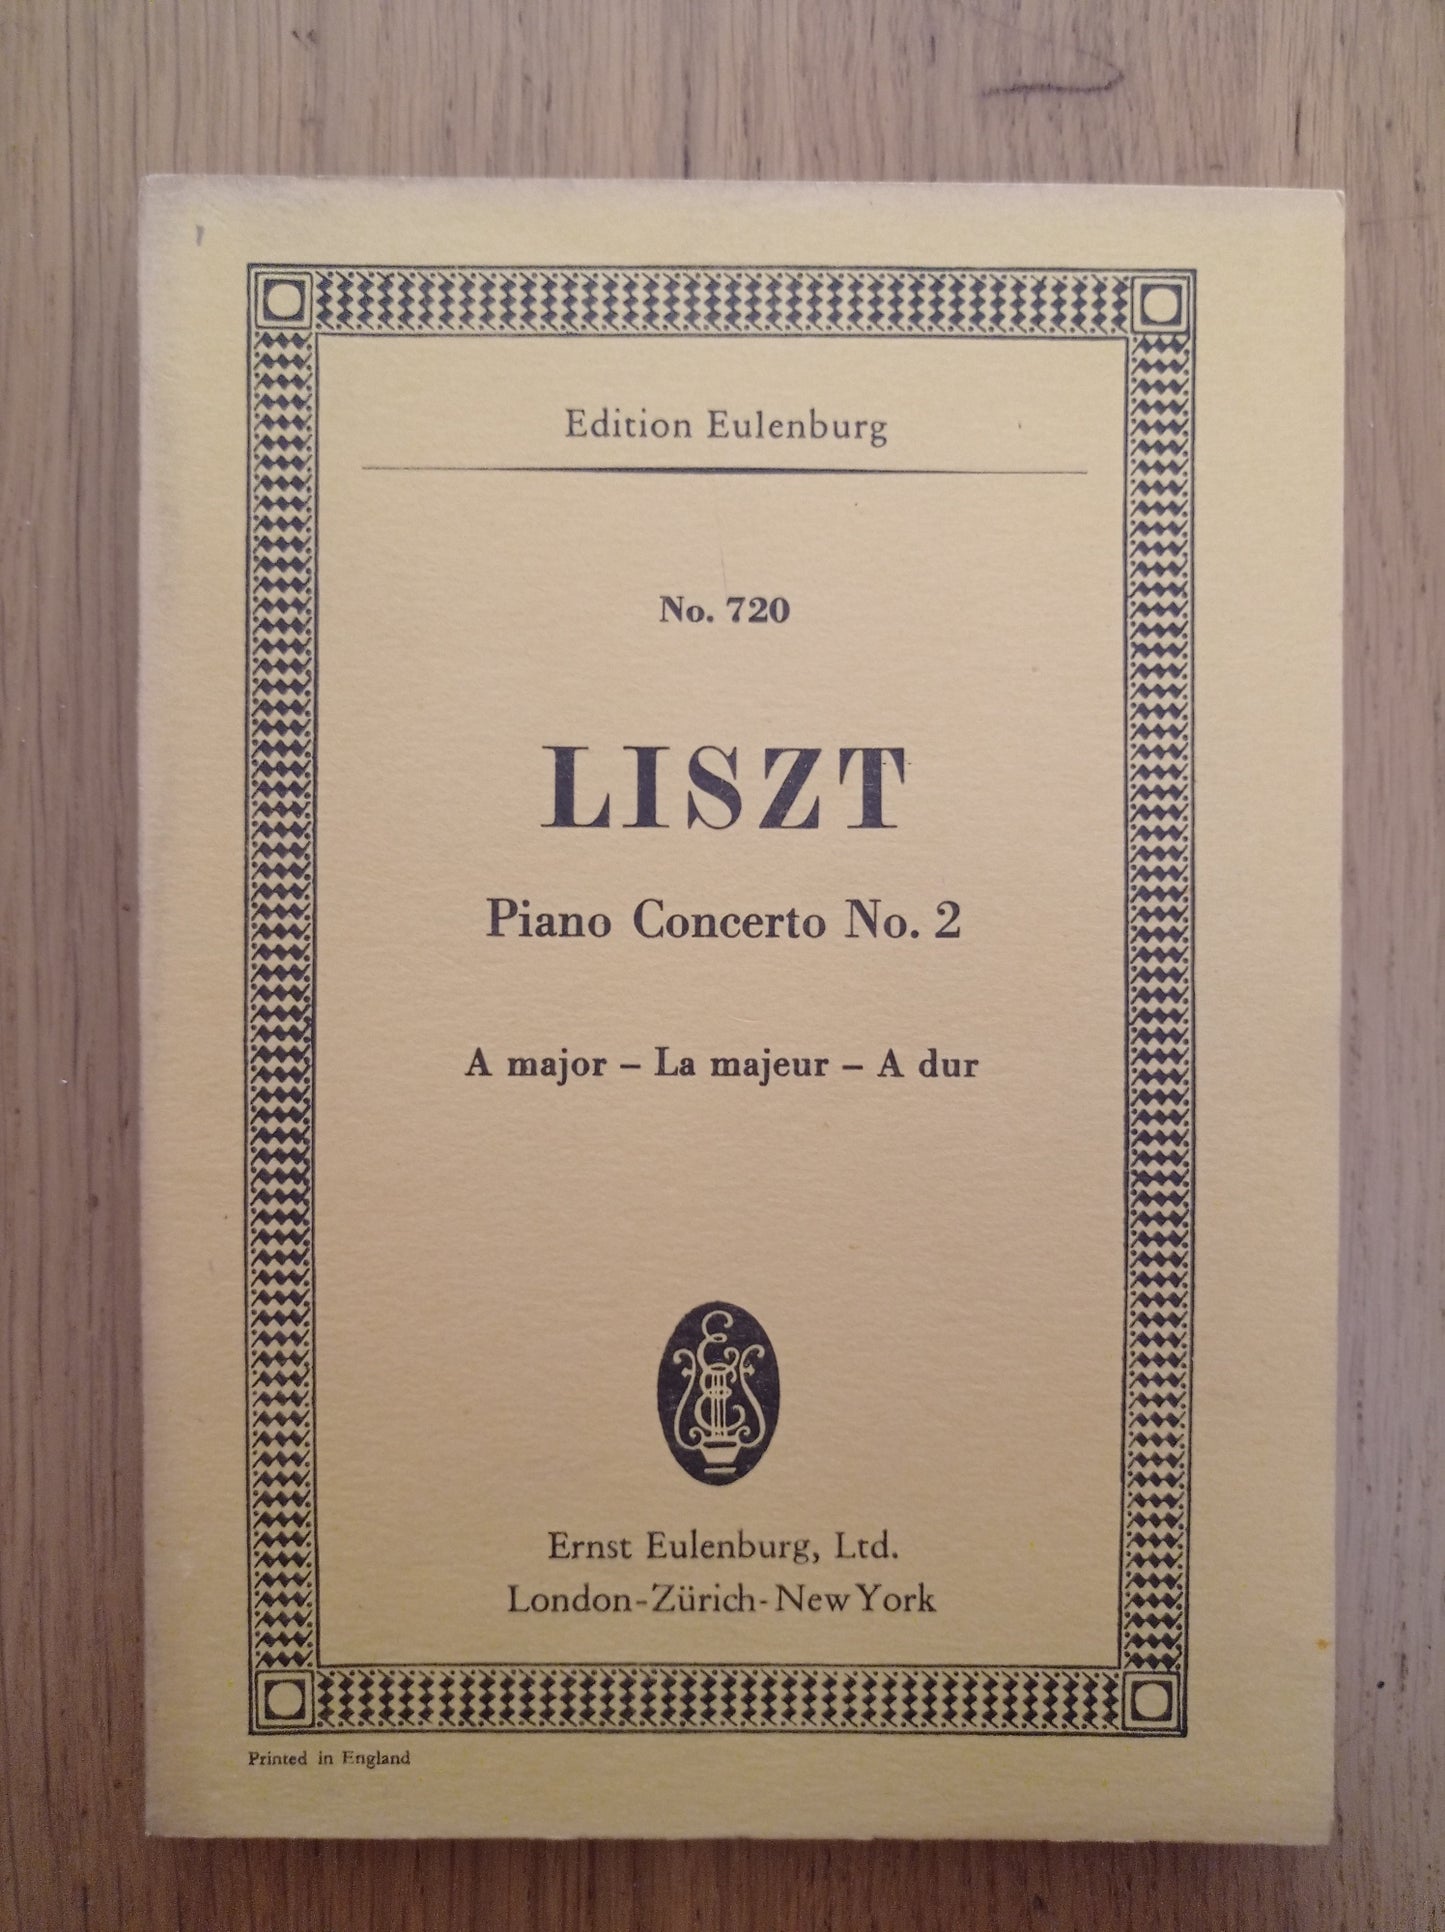 Edition Eulenburg
No. 720
LISZT
Piano Concerto No. 2
A major – La majeur – A dur
Ernst Eulenburg, Ltd.
London-Zürich-New York
Printed in England